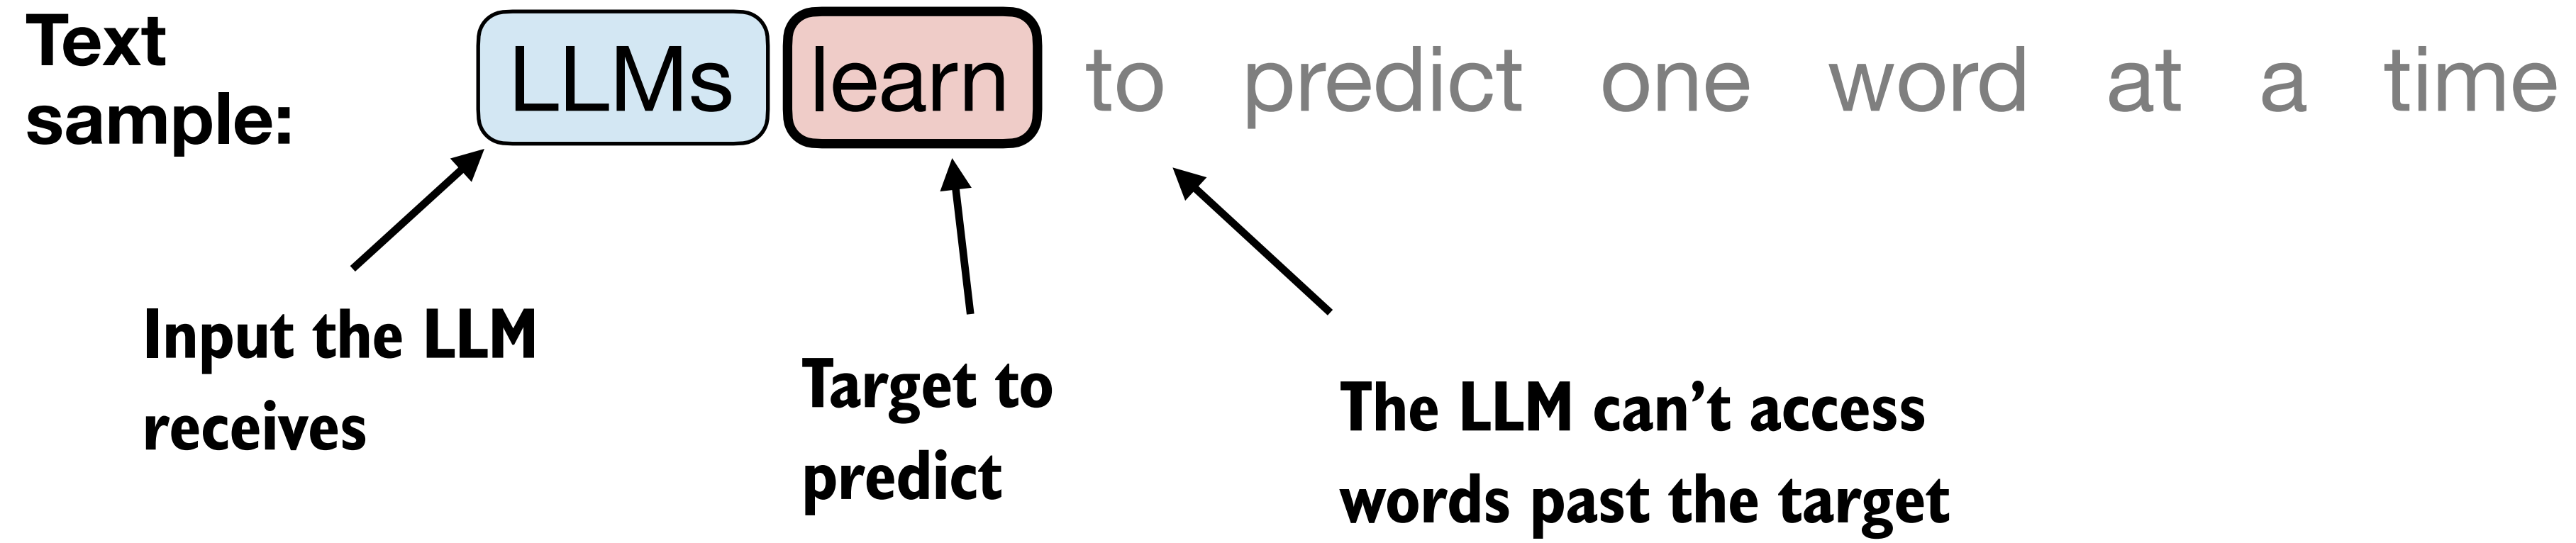 Text
sample:
LLMs learn to predict one word at a time
Input the LLM
receives
Target to
predict
The LLM can’t access
words past the target